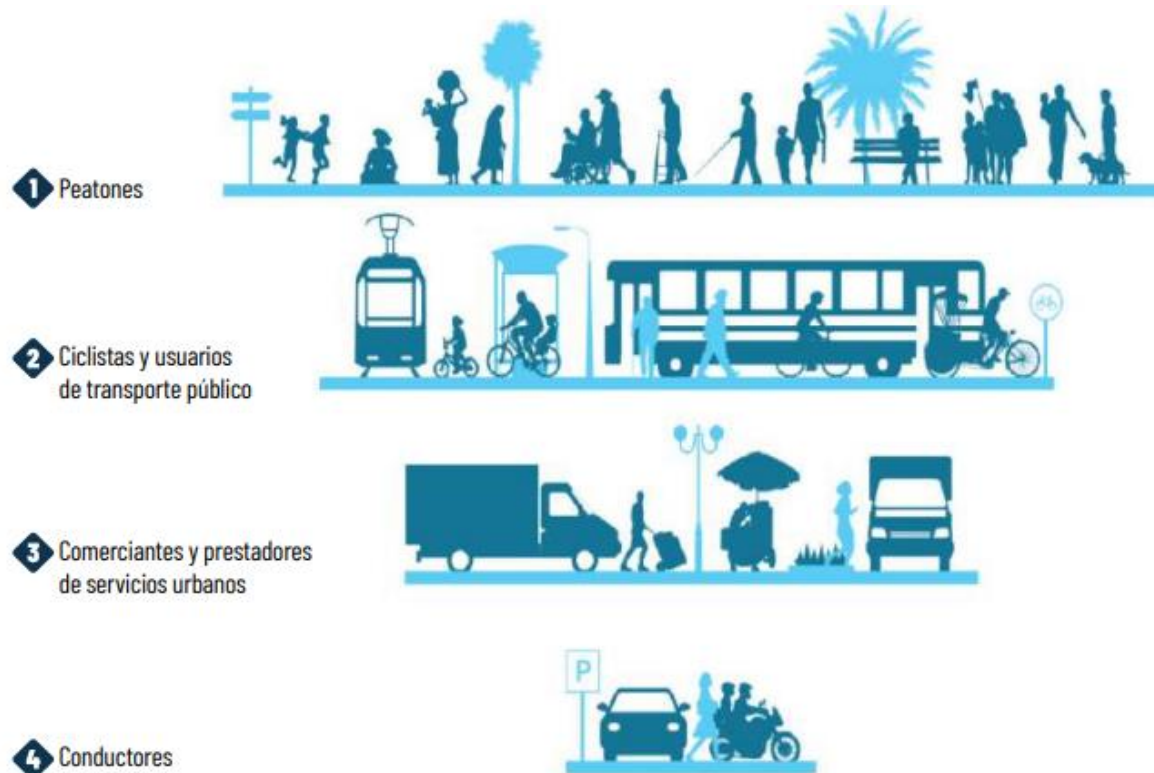 1 Peatones
2 Ciclistas y usuarios
de transporte público
3 Comerciantes y prestadores
de servicios urbanos
P
4 Conductores